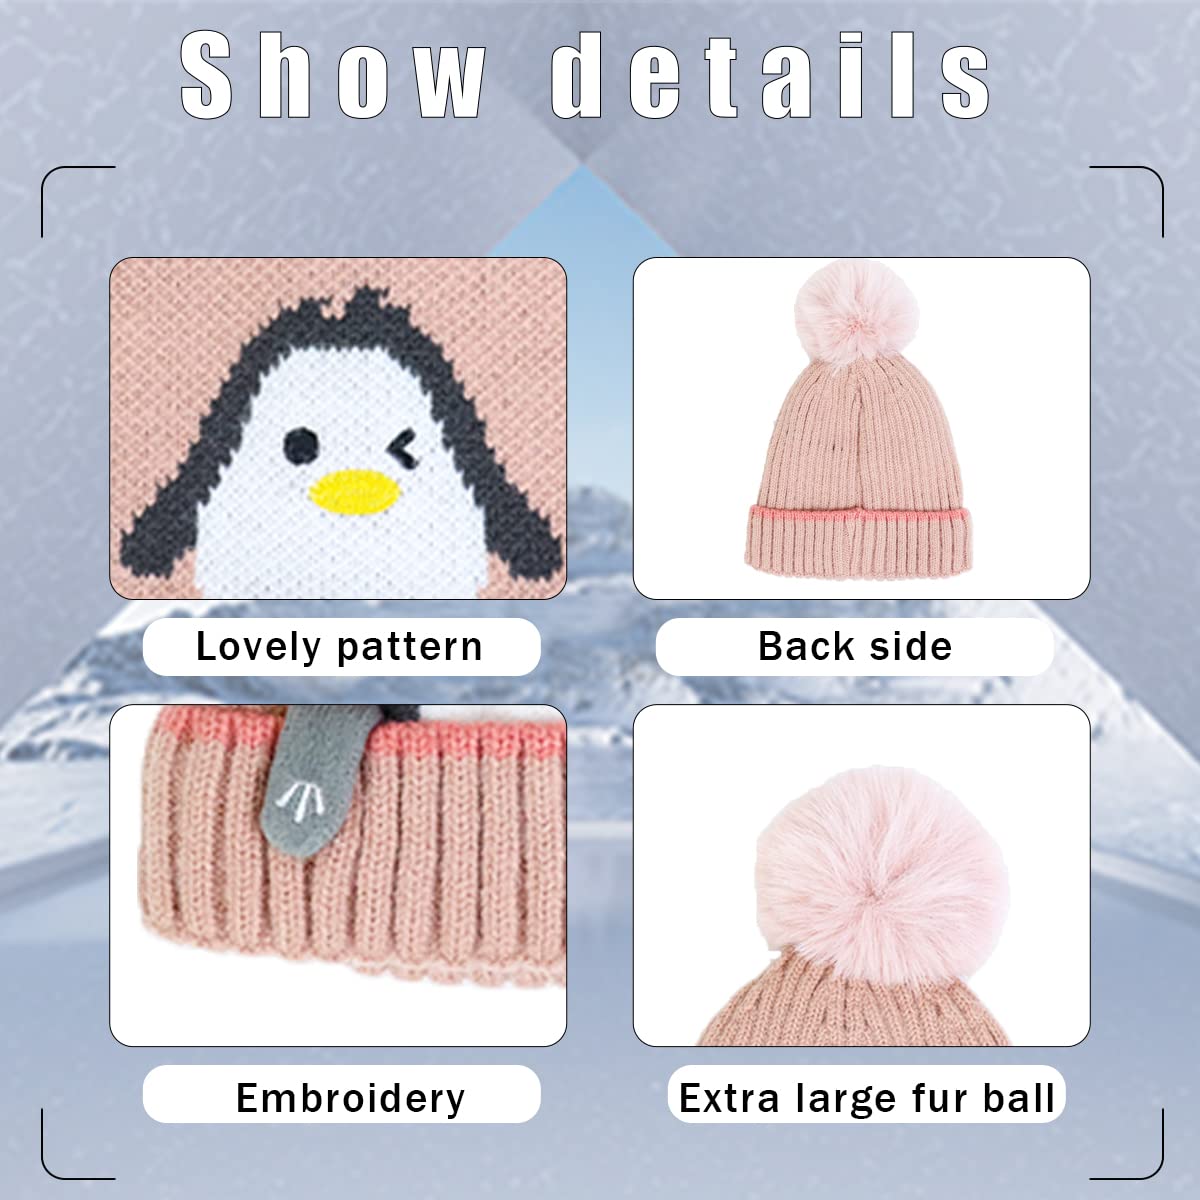 Show details
Lovely pattern
Back side
Embroidery
Extra large fur ball